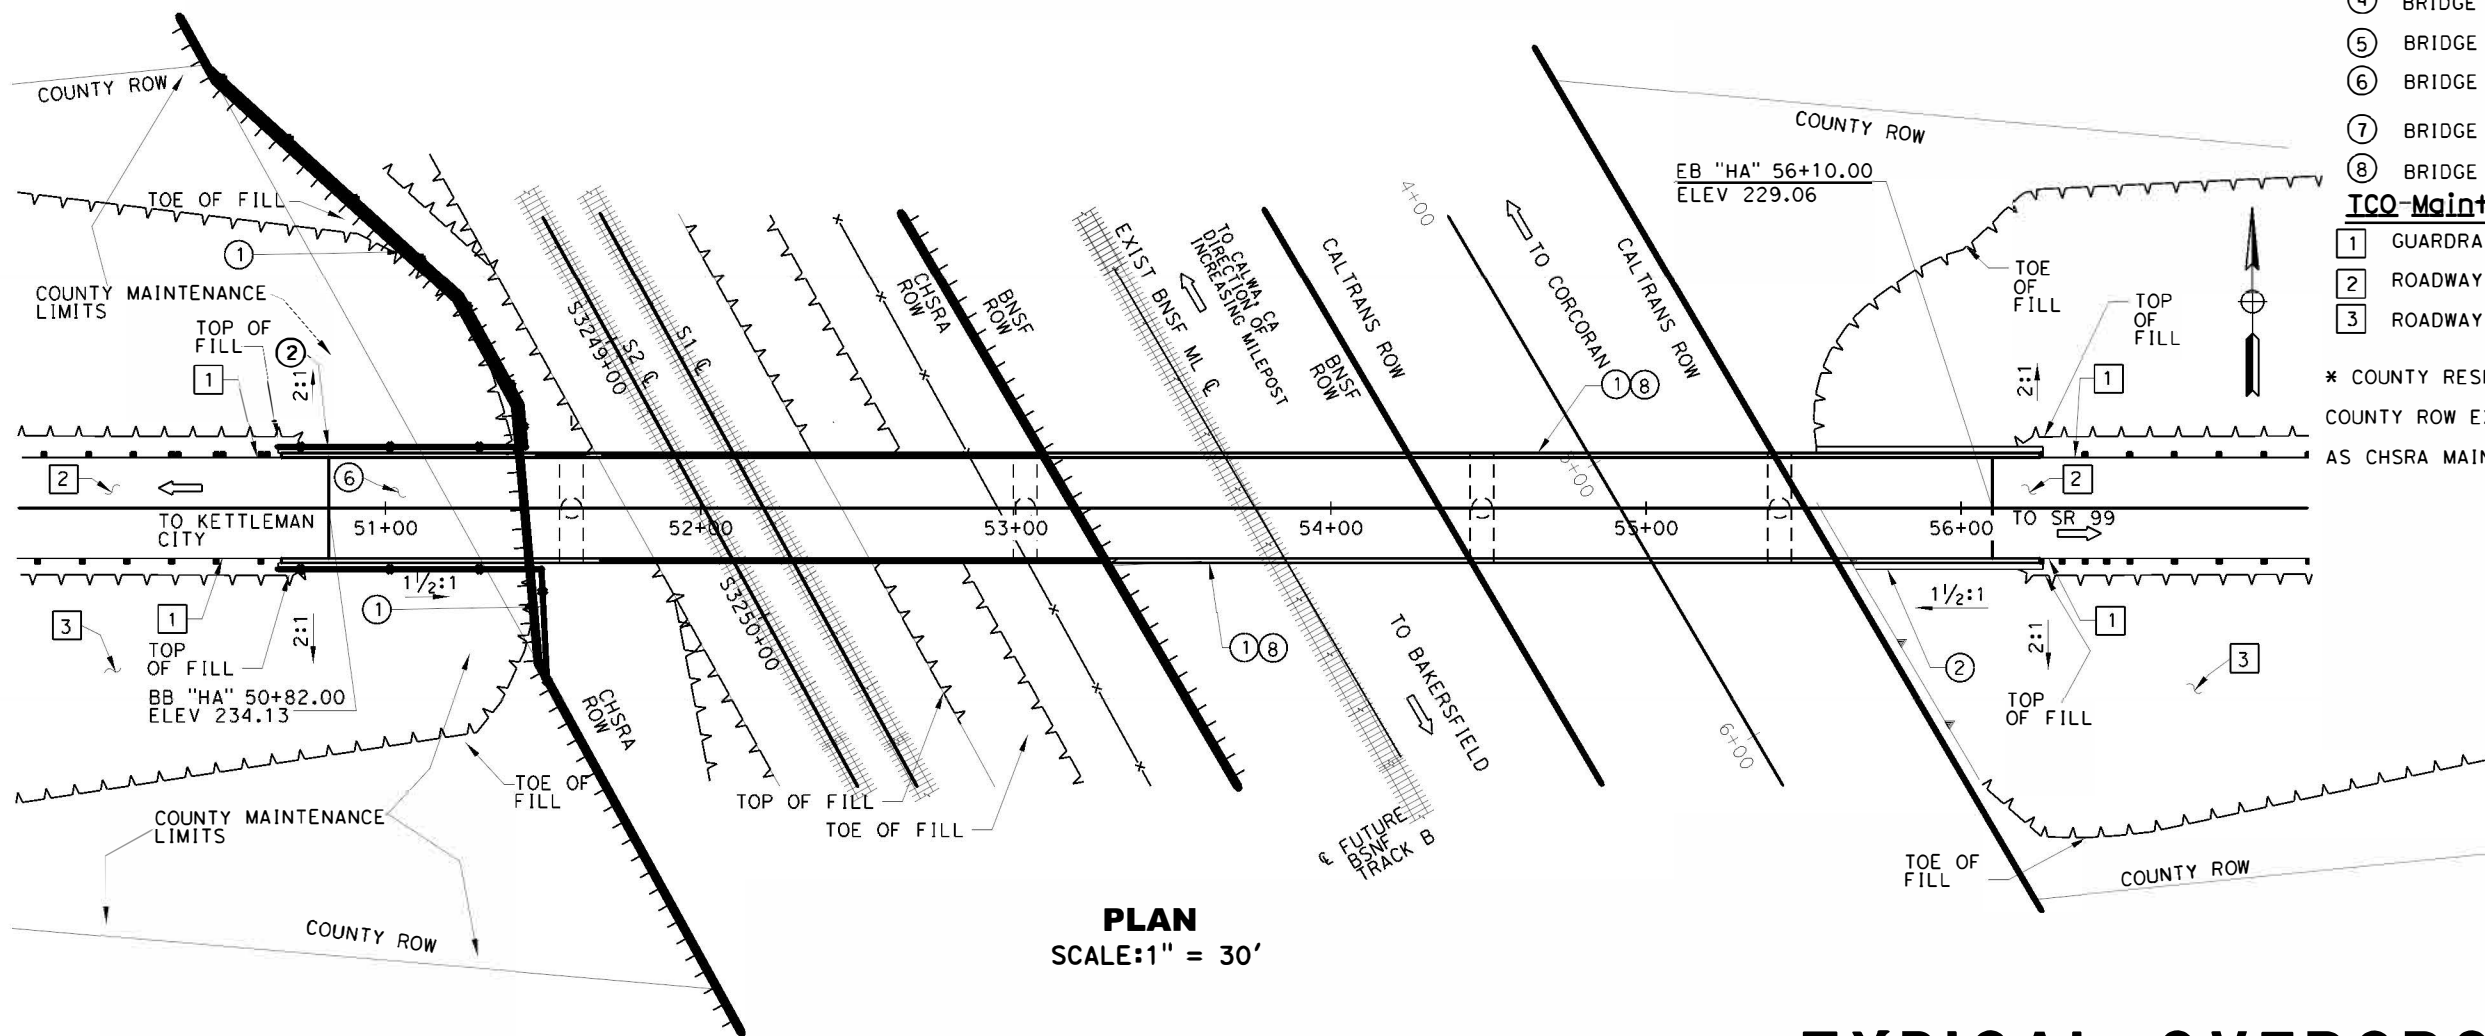 COUNTY ROW
TOE OF FILL
1
COUNTY MAINTENANCE
LIMITS
TOP OF
FILL
2
1
2:1
2
6
TO KETTLEMAN
CITY
51+00
52+00
53+00
54+00
55+00
56+00
1
3
TOP
OF FILL
2:1
1 1/2:1
1
BB "HA" 50+82.00
ELEV 234.13
TOE OF
FILL
COUNTY MAINTENANCE
LIMITS
COUNTY ROW
CHSRA
ROW
S3249+00
S2 ℄
S1 ℄
S3250+00
TOP OF FILL
TOE OF FILL
CHSRA
ROW
BNSF
ROW
EXIST BNSF ML ℄
TO CALWA, CA
DIRECTION OF
INCREASING MILEPOST
BNSF
ROW
CALTRANS ROW
4+00
TO CORCORAN
CALTRANS ROW
1 8
5+00
1 8
TO BAKERSFIELD
℄ FUTURE
BSNF
TRACK B
6+00
COUNTY ROW
EB "HA" 56+10.00
ELEV 229.06
TOE
OF
FILL
TOP
OF
FILL
2:1
1
2
TO SR 99
1 1/2:1
1
2:1
2
3
TOP
OF FILL
TOE OF
FILL
COUNTY ROW
4 BRIDGE
5 BRIDGE
6 BRIDGE
7 BRIDGE
8 BRIDGE
TCO-Maint
1 GUARDRA
2 ROADWAY
3 ROADWAY
* COUNTY RES
COUNTY ROW E
AS CHSRA MAIN
PLAN
SCALE:1" = 30'
TYPICAL